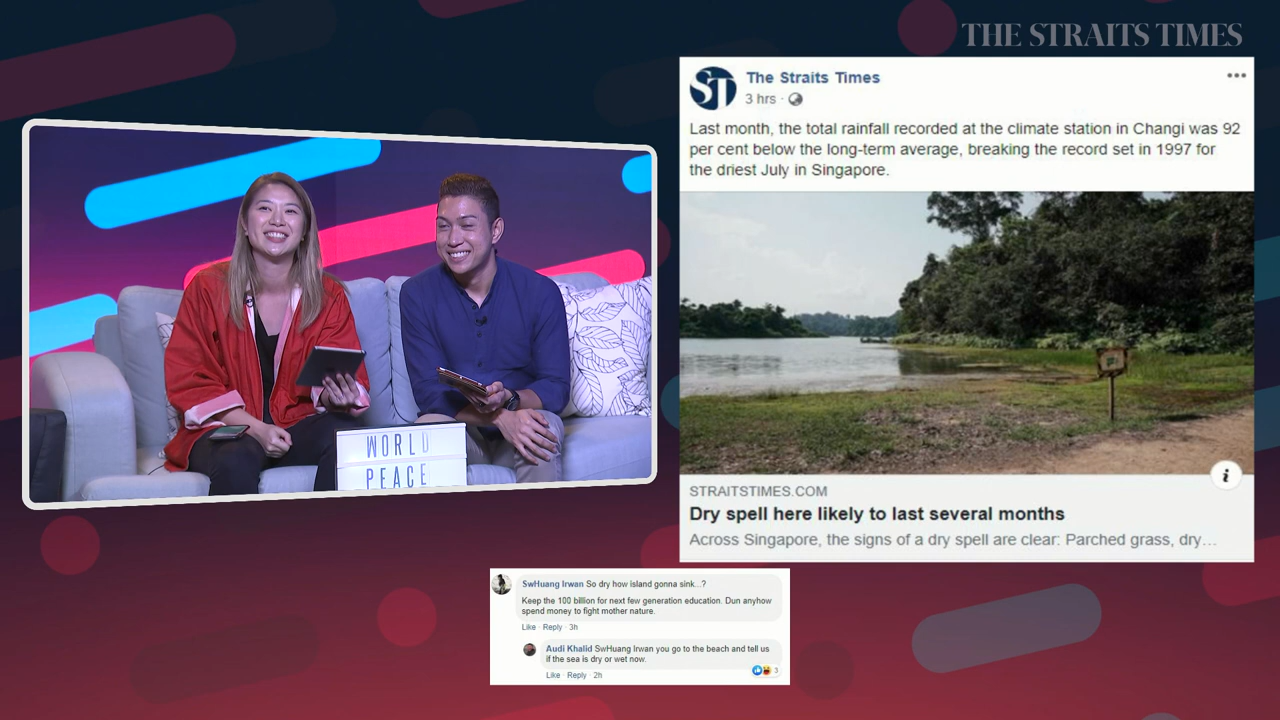 THE STRAITS TIMES
ST
The Straits Times
3 hrs ·
Last month, the total rainfall recorded at the climate station in Changi was 92
per cent below the long-term average, breaking the record set in 1997 for
the driest July in Singapore.
WORLD
PEACE
i
STRAITSTIMES.COM
Dry spell here likely to last several months
Across Singapore, the signs of a dry spell are clear: Parched grass, dry…
SwHuang Irwan So dry how island gonna sink...?
Keep the 100 billion for next few generation education. Dun anyhow
spend money to fight mother nature.
Like · Reply · 3h
Audi Khalid SwHuang Irwan you go to the beach and tell us
if the sea is dry or wet now.
3
Like · Reply · 2h